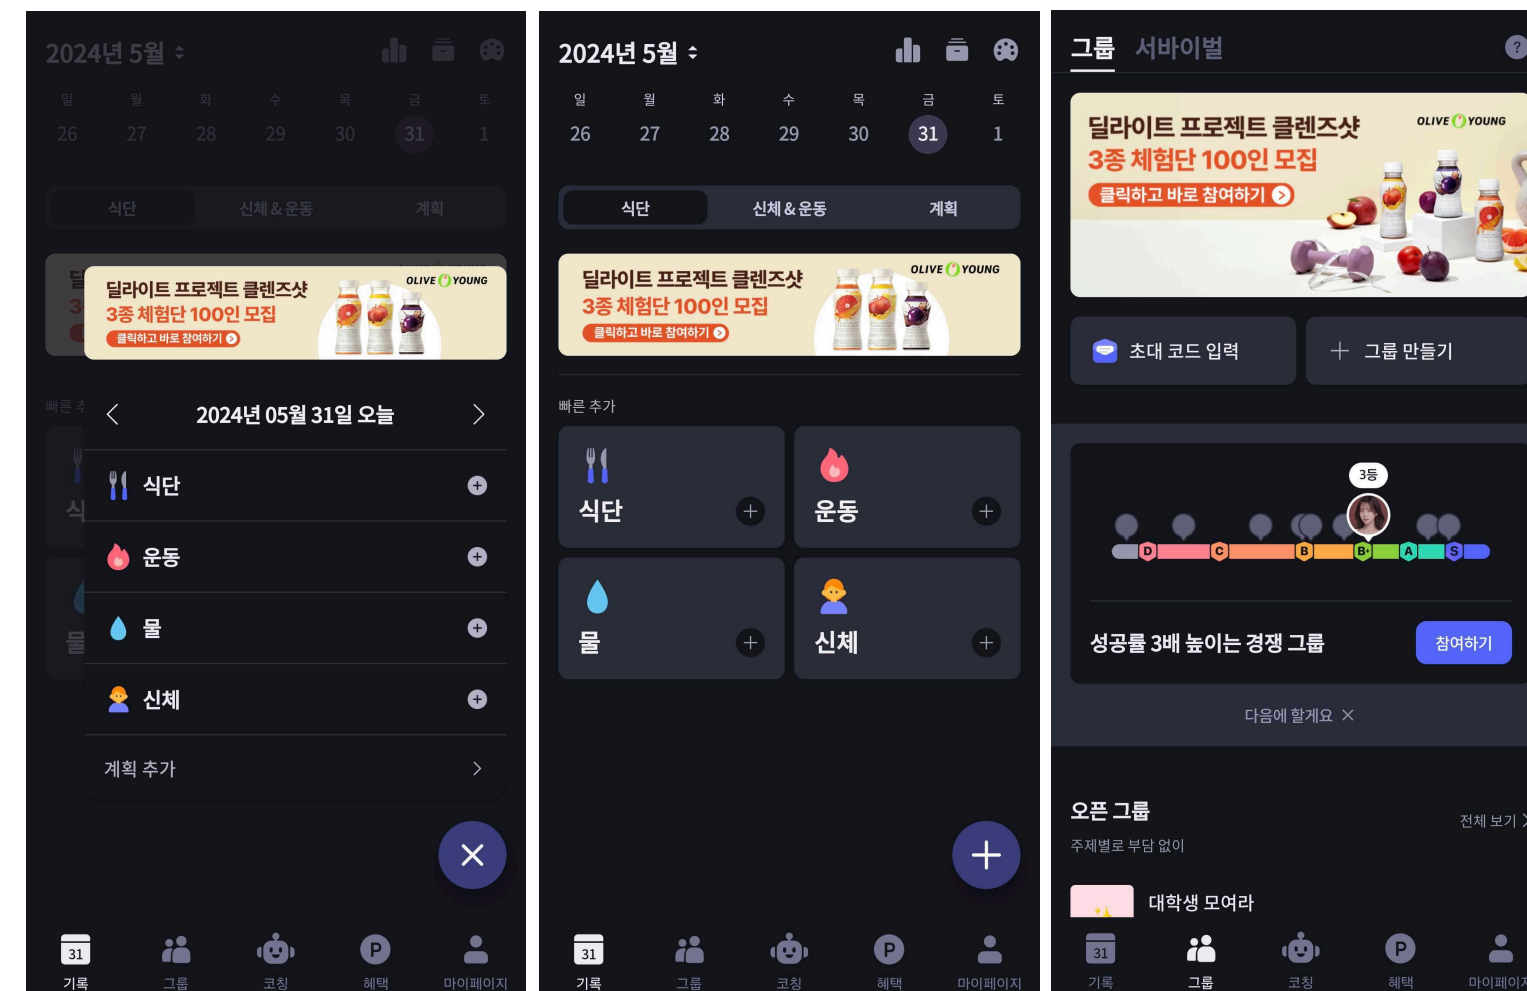 2024년 5월
일 월 화 수 목 금 토
26 27 28 29 30 31 1
식단 신체 & 운동 계획
딜라이트 프로젝트 클렌즈샷
3종 체험단 100인 모집
클릭하고 바로 참여하기
OLIVE YOUNG
빠른 추
2024년 05월 31일 오늘
식단
운동
물
신체
계획 추가
31 P
기록 그룹 코칭 혜택 마이페이지
2024년 5월
일 월 화 수 목 금 토
26 27 28 29 30 31 1
식단 신체 & 운동 계획
딜라이트 프로젝트 클렌즈샷
3종 체험단 100인 모집
클릭하고 바로 참여하기
OLIVE YOUNG
빠른 추가
식단 운동
물 신체
31 P
기록 그룹 코칭 혜택 마이페이지
그룹 서바이벌 ?
딜라이트 프로젝트 클렌즈샷
3종 체험단 100인 모집
클릭하고 바로 참여하기
OLIVE YOUNG
초대 코드 입력 그룹 만들기
3등
D C B B+ A S
성공률 3배 높이는 경쟁 그룹 참여하기
다음에 할게요
오픈 그룹 전체 보기
주제별로 부담 없이
대학생 모여라
31 P
기록 그룹 코칭 혜택 마이페이지